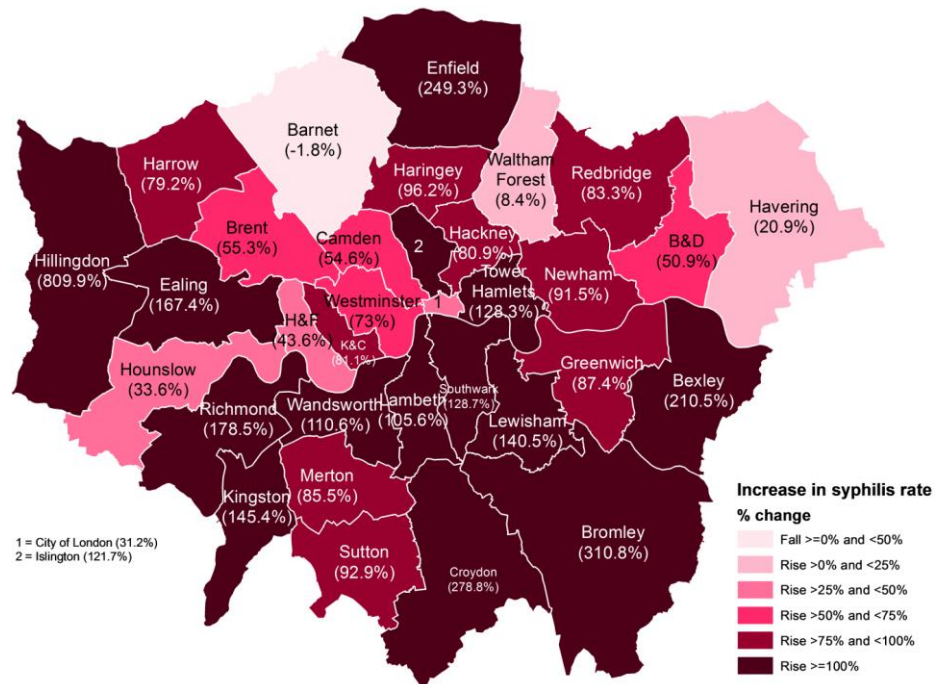 Enfield
(249.3%)
Barnet
(-1.8%)
Harrow
(79.2%)
Haringey
(96.2%)
Waltham
Forest
(8.4%)
Redbridge
(83.3%)
Havering
(20.9%)
Brent
(55.3%)
Camden
(54.6%)
2
Hackney
(80.9%)
B&D
(50.9%)
Hillingdon
(809.9%)
Ealing
(167.4%)
Tower
Hamlets
(128.3%)
Newham
(91.5%)
Westminster
(73%)
1
H&F
(43.6%)
K&C
(81.1%)
Hounslow
(33.6%)
Greenwich
(87.4%)
Bexley
(210.5%)
Richmond
(178.5%)
Wandsworth
(110.6%)
Lambeth
(105.6%)
Southwark
(128.7%)
Lewisham
(140.5%)
Merton
(85.5%)
Kingston
(145.4%)
Sutton
(92.9%)
Croydon
(278.8%)
Bromley
(310.8%)
1 = City of London (31.2%)
2 = Islington (121.7%)
Increase in syphilis rate
% change
Fall >=0% and <50%
Rise >0% and <25%
Rise >25% and <50%
Rise >50% and <75%
Rise >75% and <100%
Rise >=100%